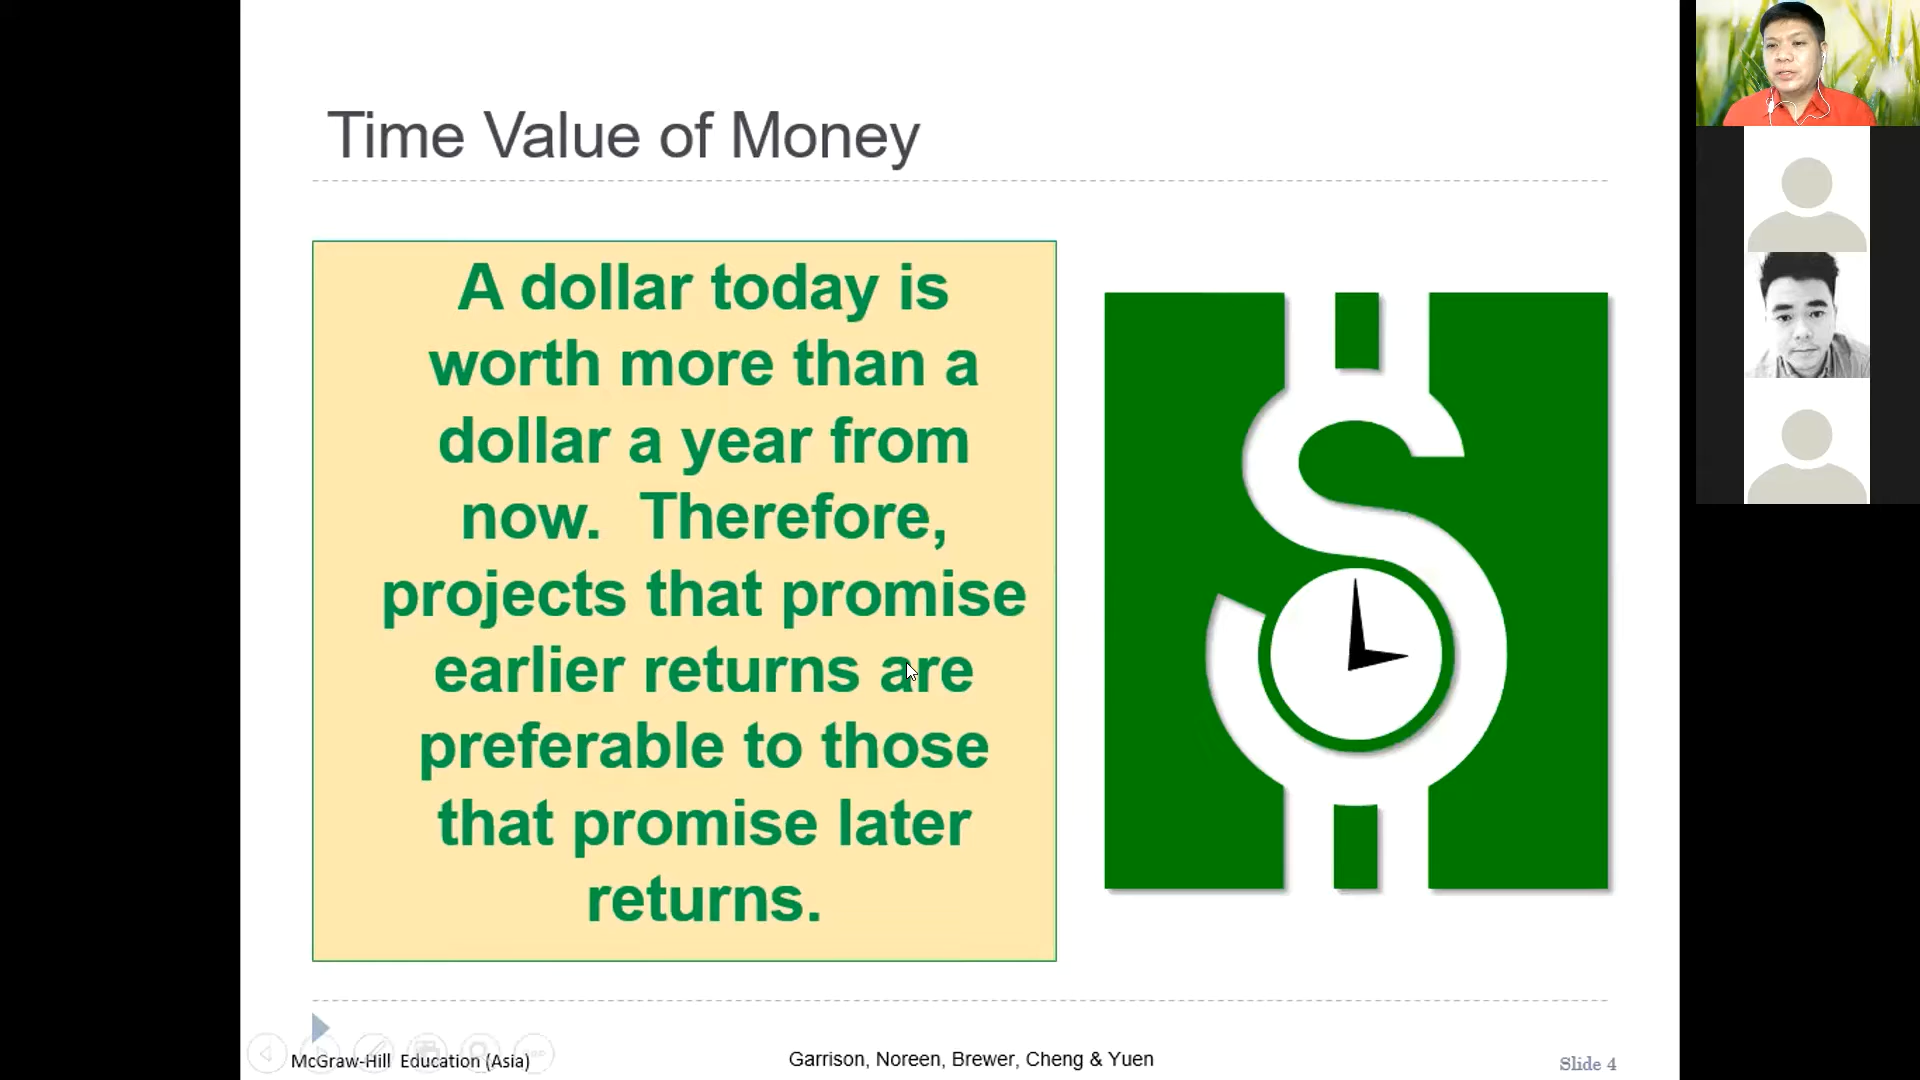 Time Value of Money
A dollar today is
worth more than a
dollar a year from
now. Therefore,
projects that promise
earlier returns are
preferable to those
that promise later
returns.
McGraw-Hill Education (Asia)
Garrison, Noreen, Brewer, Cheng & Yuen
Slide 4